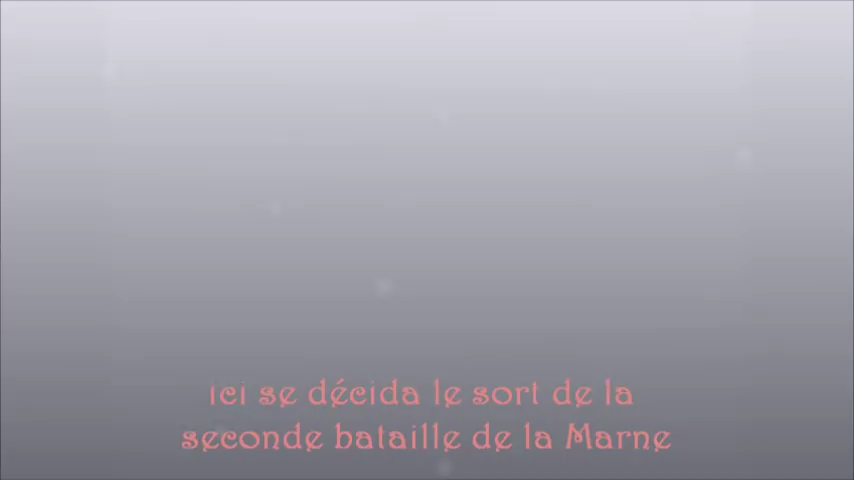 ici se décida le sort de la
seconde bataille de la Marne